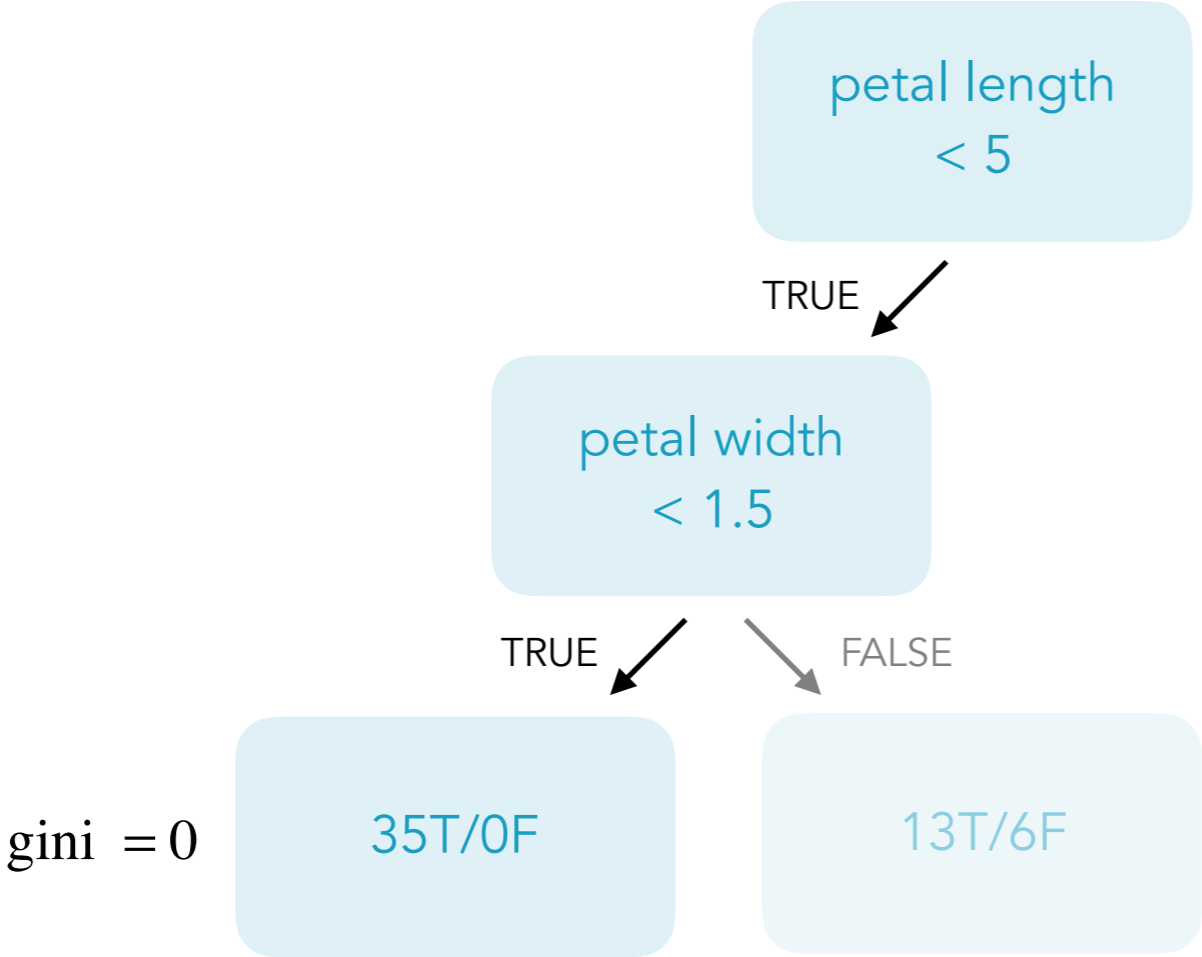 petal length
< 5
TRUE
petal width
< 1.5
TRUE
FALSE
gini = 0
35T/0F
13T/6F